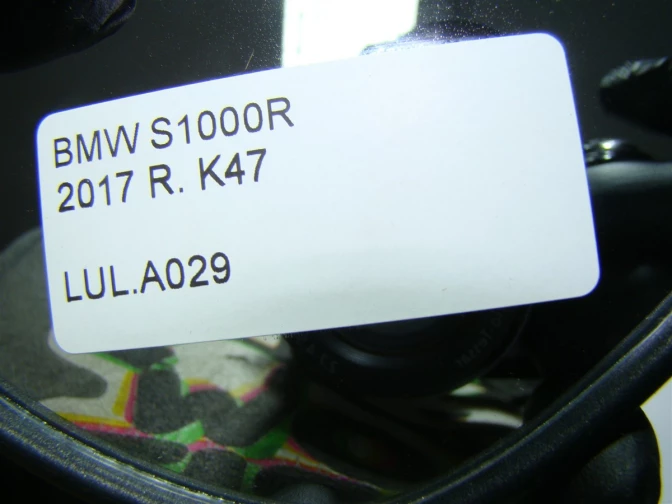 BMW S1000R
2017 R. K47
LUL.A029